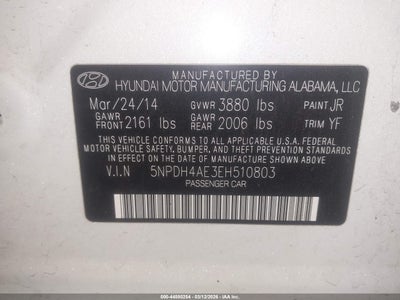 MANUFACTURED BY
HYUNDAI MOTOR MANUFACTURING ALABAMA, LLC
Mar/24/14 GVWR 3880 lbs PAINT JR
GAWR FRONT 2161 lbs GAWR REAR 2006 lbs TRIM YF
THIS VEHICLE CONFORMS TO ALL APPLICABLE U.S.A. FEDERAL
MOTOR VEHICLE SAFETY, BUMPER, AND THEFT PREVENTION
STANDARDS IN EFFECT ON THE DATE OF MANUFACTURE SHOWN ABOVE.
V.I.N 5NPDH4AE3EH510803
PASSENGER CAR